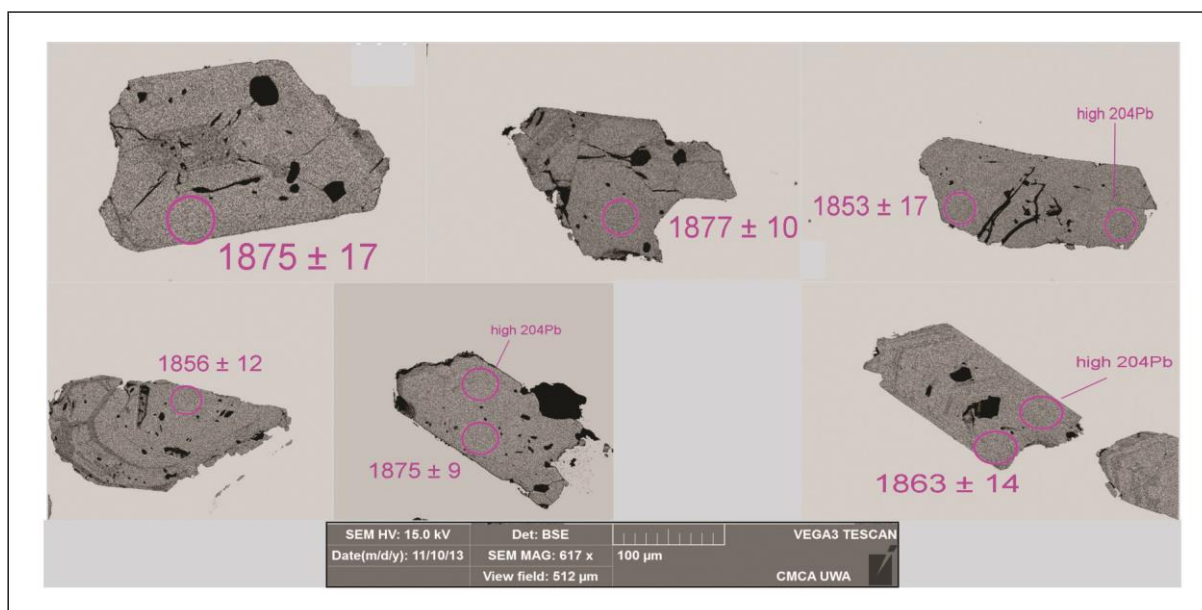 high 204Pb
1853 ± 17
1875 ± 17
1877 ± 10
1856 ± 12
high 204Pb
high 204Pb
1875 ± 9
1863 ± 14
SEM HV: 15.0 kV Det: BSE VEGA3 TESCAN
Date(m/d/y): 11/10/13 SEM MAG: 617 x 100 µm
View field: 512 µm CMCA UWA